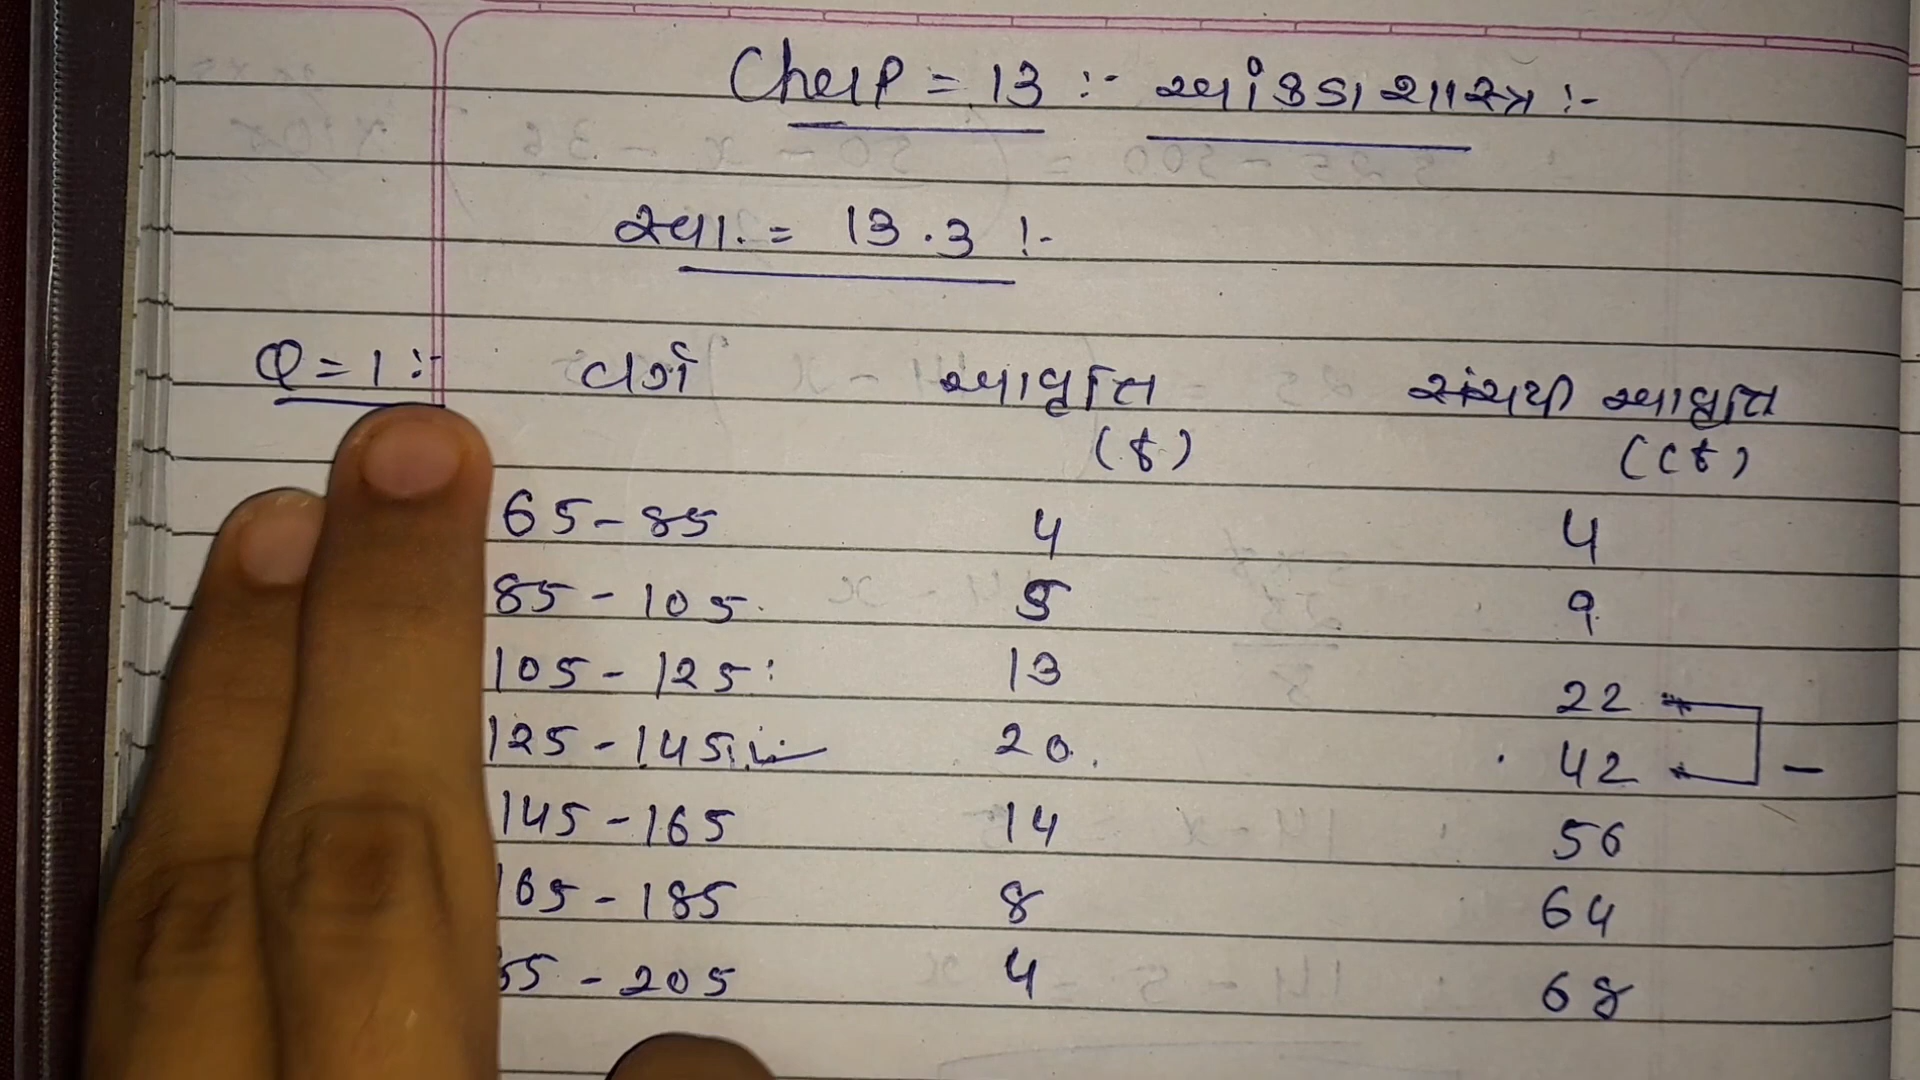 Chap = 13 :- આંકડાશાસ્ત્ર :-
સ્વા. = 13.3 :-
Q = 1 :- વર્ગ આવૃત્તિ સંચયી આવૃત્તિ
(f) (cf)
65 - 85 4 4
85 - 105 5 9
105 - 125 : 13 22
125 - 145 20 42 -
145 - 165 14 56
165 - 185 8 64
85 - 205 4 68